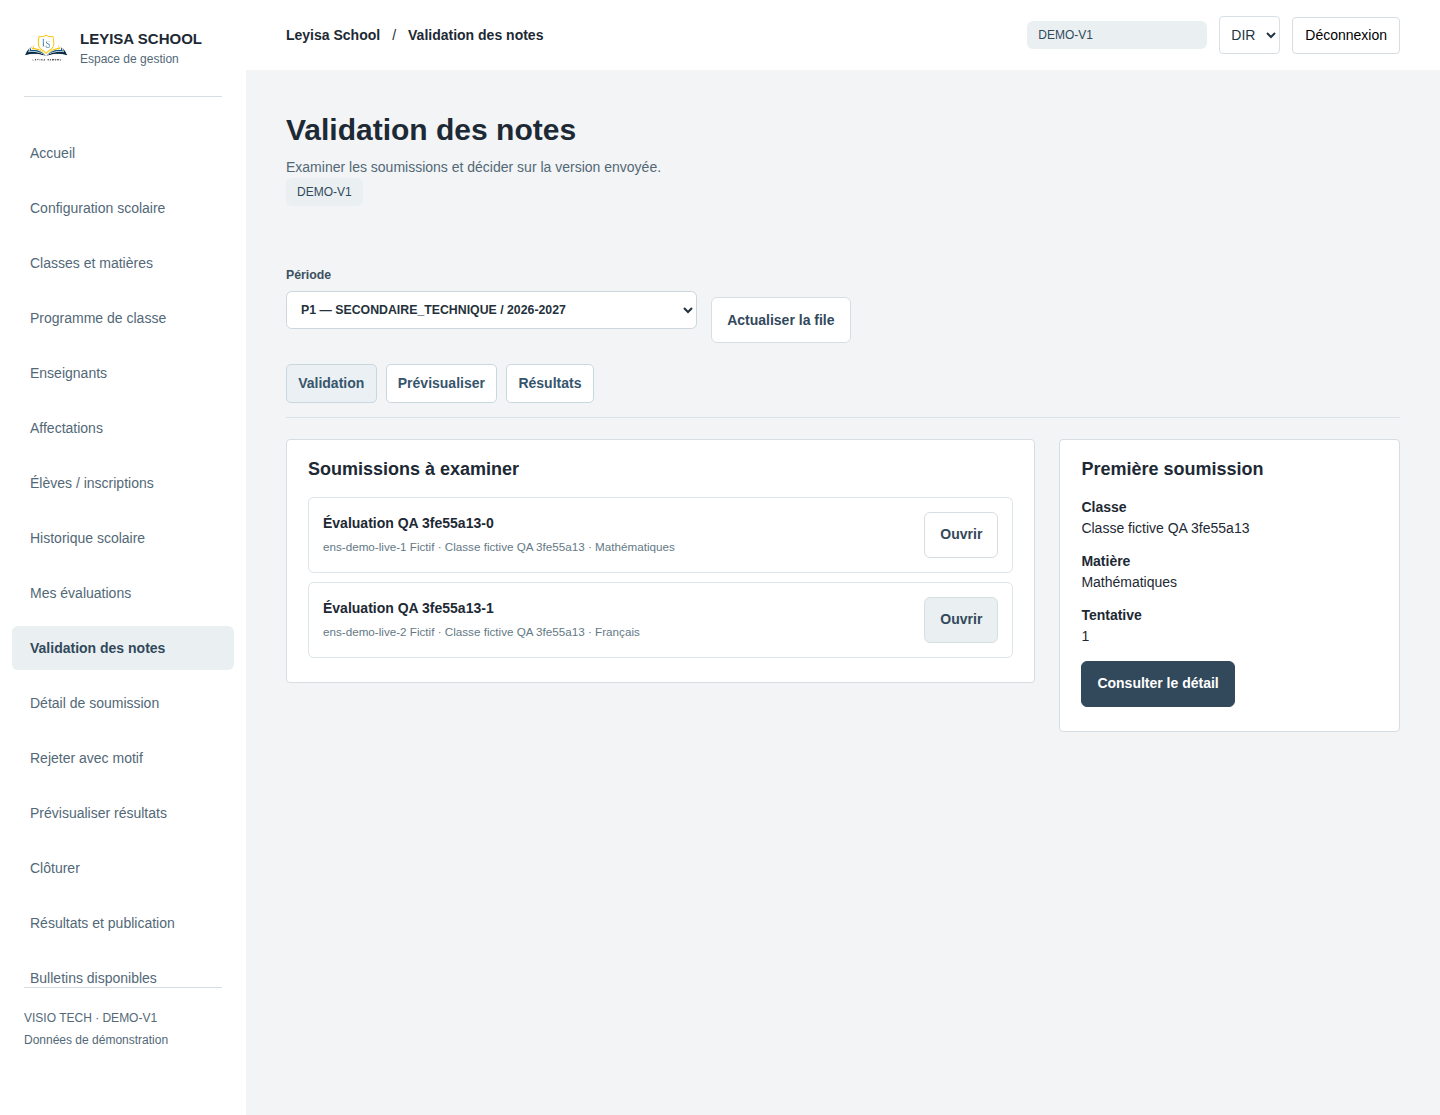 LEYISA SCHOOL
Espace de gestion
Accueil
Configuration scolaire
Classes et matières
Programme de classe
Enseignants
Affectations
Élèves / inscriptions
Historique scolaire
Mes évaluations
Validation des notes
Détail de soumission
Rejeter avec motif
Prévisualiser résultats
Clôturer
Résultats et publication
Bulletins disponibles
VISIO TECH · DEMO-V1
Données de démonstration
Leyisa School / Validation des notes
DEMO-V1
DIR
Déconnexion
Validation des notes
Examiner les soumissions et décider sur la version envoyée.
DEMO-V1
Période
P1 — SECONDAIRE_TECHNIQUE / 2026-2027
Actualiser la file
Validation
Prévisualiser
Résultats
Soumissions à examiner
Évaluation QA 3fe55a13-0
ens-demo-live-1 Fictif · Classe fictive QA 3fe55a13 · Mathématiques
Ouvrir
Évaluation QA 3fe55a13-1
ens-demo-live-2 Fictif · Classe fictive QA 3fe55a13 · Français
Ouvrir
Première soumission
Classe
Classe fictive QA 3fe55a13
Matière
Mathématiques
Tentative
1
Consulter le détail